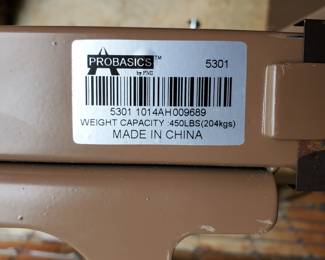 PROBASICS™ 5301
by PMI
5301 1014AH009689
WEIGHT CAPACITY :450LBS(204kgs)
MADE IN CHINA